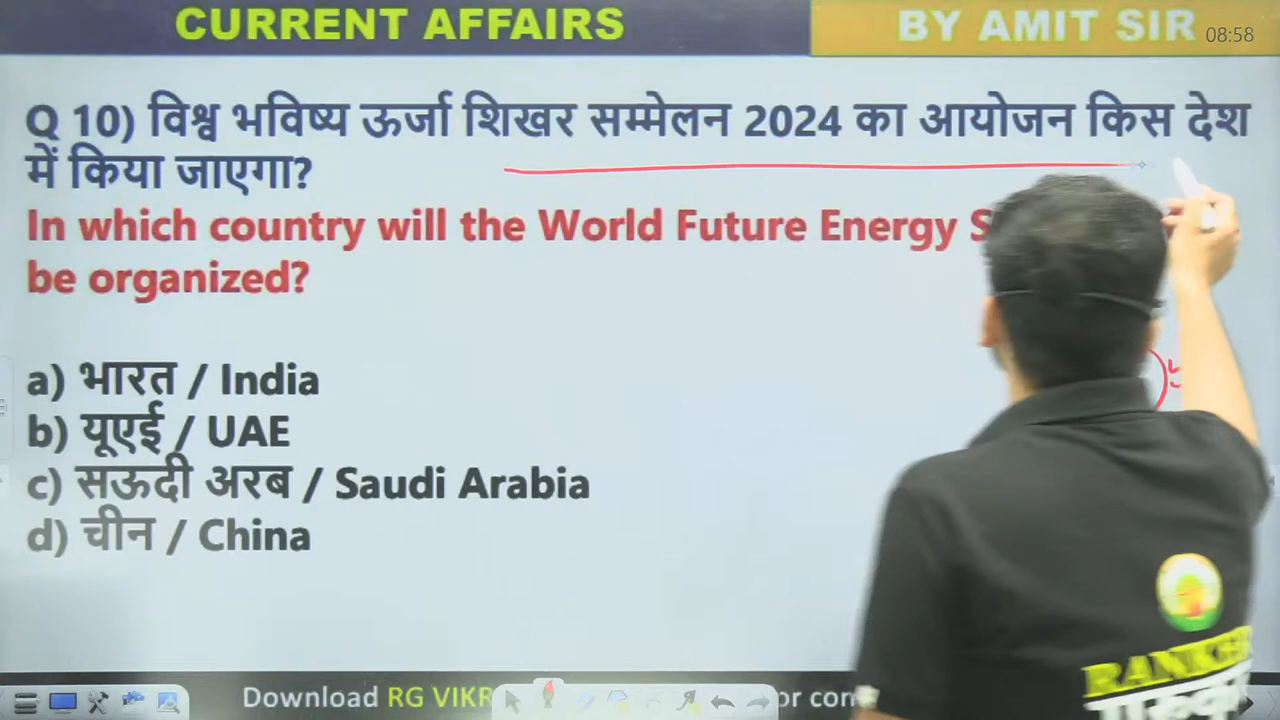 CURRENT AFFAIRS
BY AMIT SIR
08:58
Q 10) विश्व भविष्य ऊर्जा शिखर सम्मेलन 2024 का आयोजन किस देश
में किया जाएगा?
In which country will the World Future Energy
be organized?
a) भारत / India
b) यूएई / UAE
c) सऊदी अरब / Saudi Arabia
d) चीन / China
Download RG VIKR